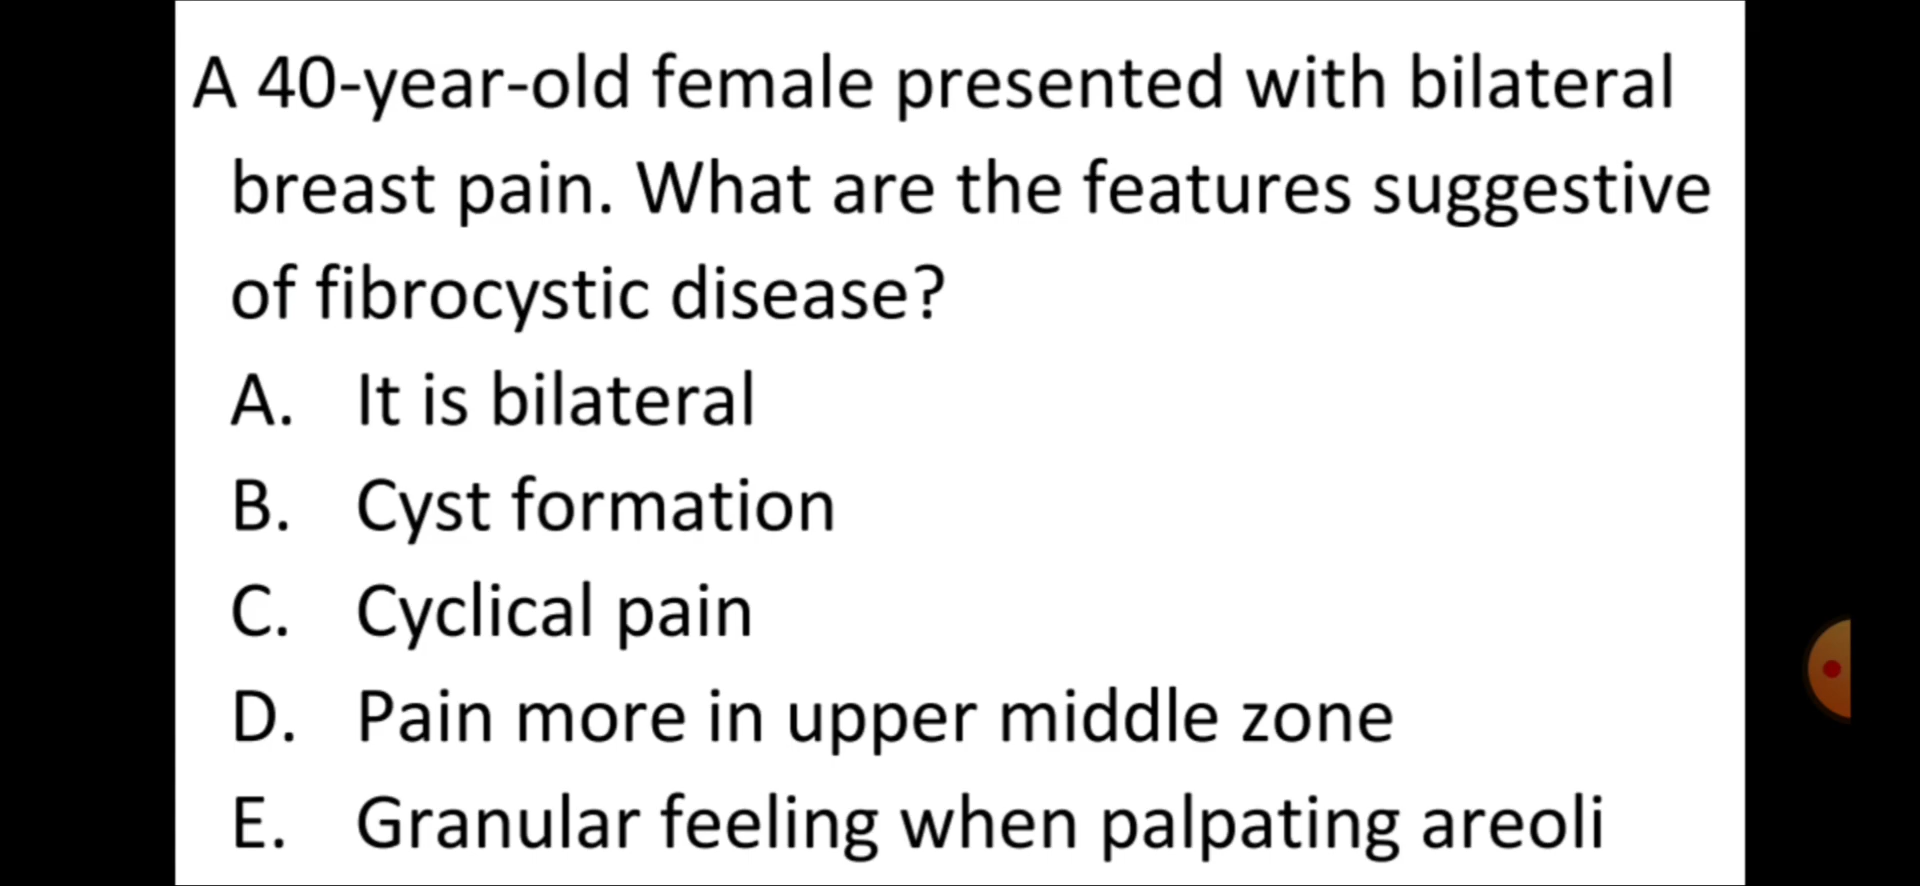 A 40-year-old female presented with bilateral
breast pain. What are the features suggestive
of fibrocystic disease?
A. It is bilateral
B. Cyst formation
C. Cyclical pain
D. Pain more in upper middle zone
E. Granular feeling when palpating areoli